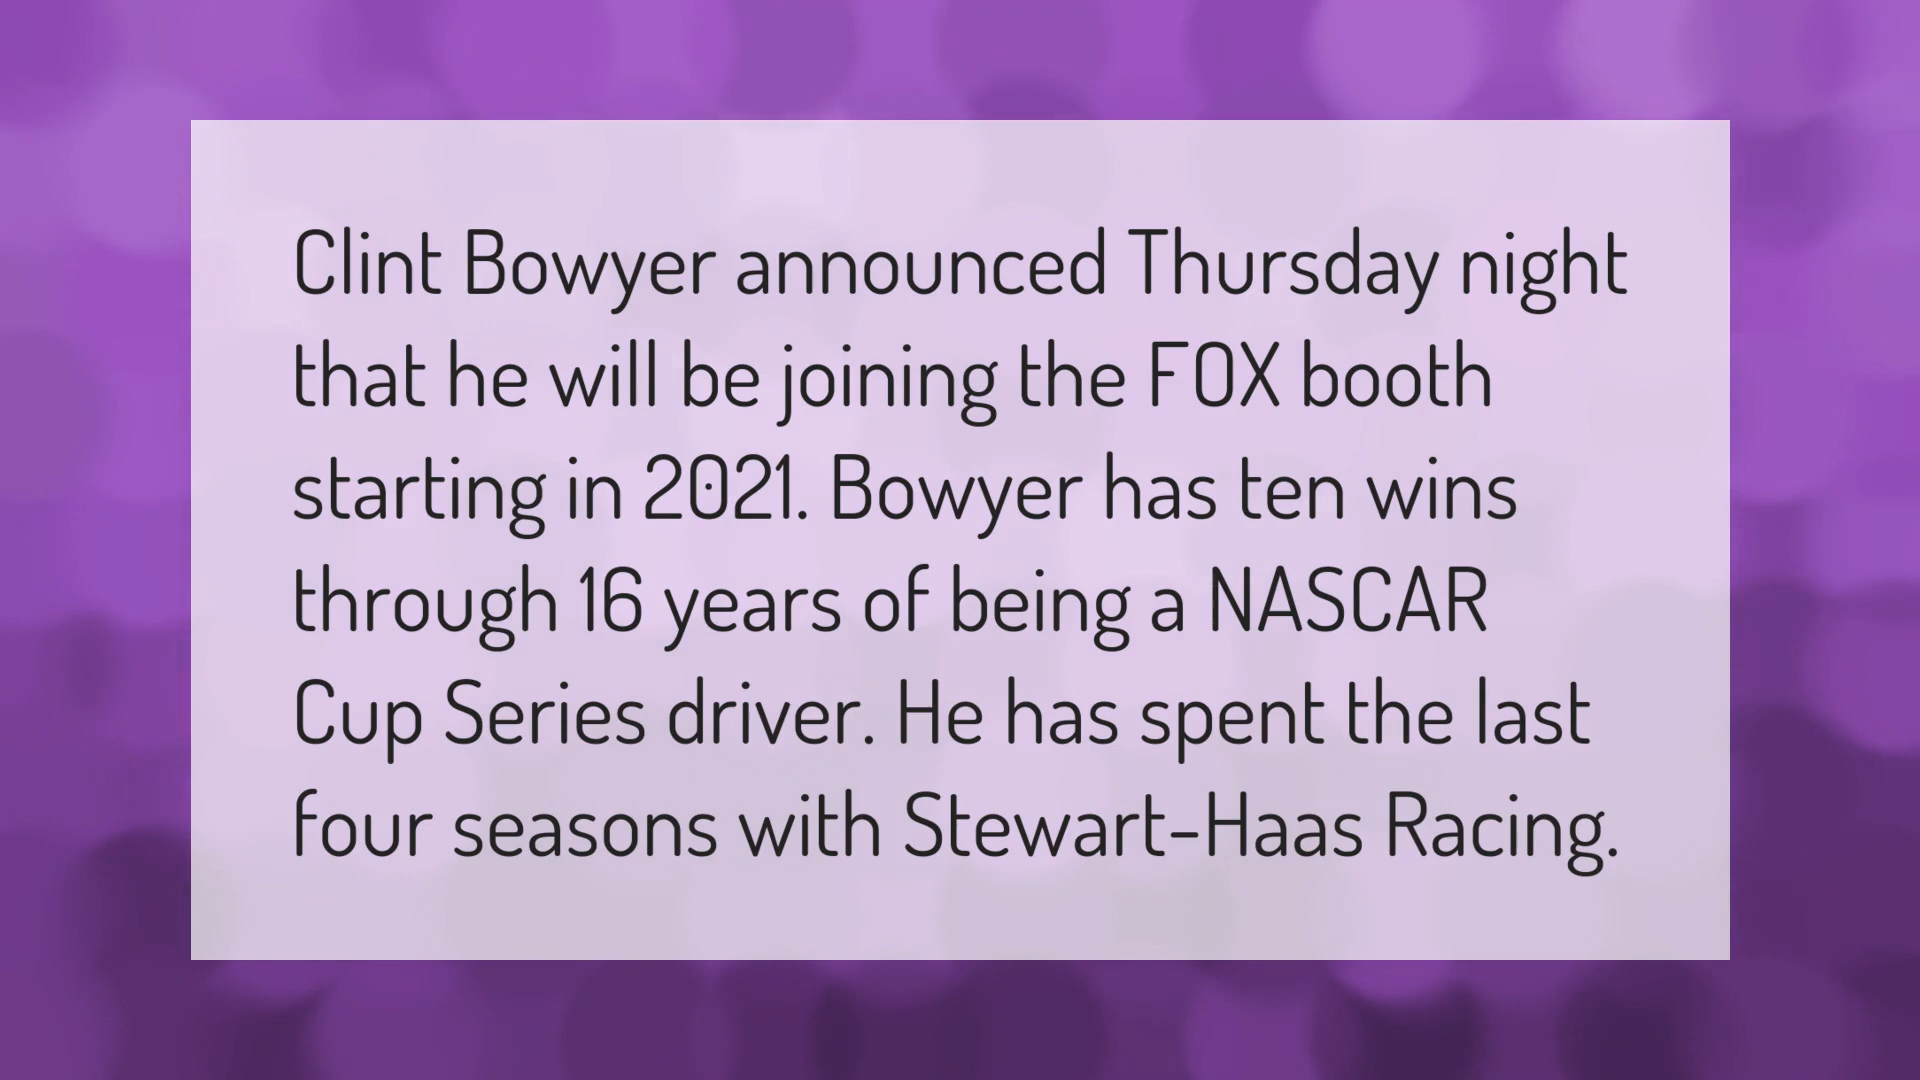 Clint Bowyer announced Thursday night
that he will be joining the FOX booth
starting in 2021. Bowyer has ten wins
through 16 years of being a NASCAR
Cup Series driver. He has spent the last
four seasons with Stewart-Haas Racing.